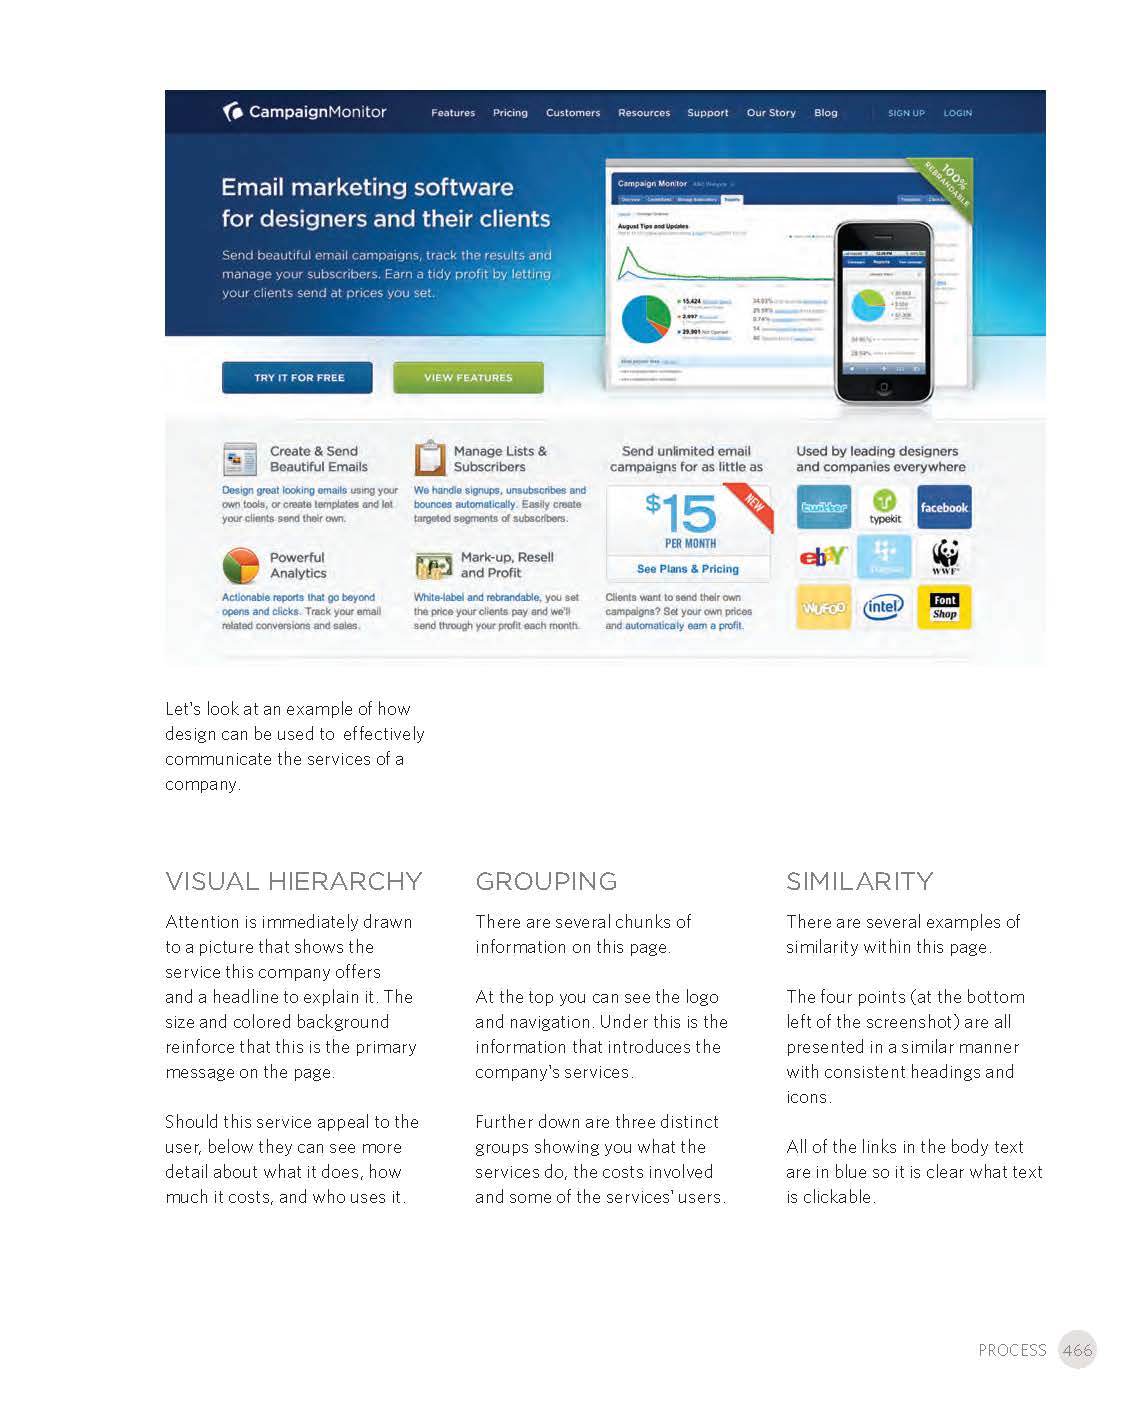 CampaignMonitor Features Pricing Customers Resources Support Our Story Blog SIGN UP LOGIN
Email marketing software
for designers and their clients
Send beautiful email campaigns, track the results and
manage your subscribers. Earn a tidy profit by letting
your clients send at prices you set.
TRY IT FOR FREE
VIEW FEATURES
100%
REBRANDABLE
Campaign Monitor
Reports
August Tips and Updates
15,424
2,697
29,901 Not Opened
Reports
Create & Send
Beautiful Emails
Design great looking emails using your
own tools, or create templates and let
your clients send their own.
Manage Lists &
Subscribers
We handle signups, unsubscribes and
bounces automatically. Easily create
targeted segments of subscribers.
Powerful
Analytics
Actionable reports that go beyond
opens and clicks. Track your email
related conversions and sales.
Mark-up, Resell
and Profit
White-label and rebrandable, you set
the price your clients pay and we'll
send through your profit each month.
Send unlimited email
campaigns for as little as
NEW
$15
PER MONTH
See Plans & Pricing
Clients want to send their own
campaigns? Set your own prices
and automatically earn a profit.
Used by leading designers
and companies everywhere
twitter
typekit
facebook
ebay
WWF
WUFOO
intel
Font
Shop
Let's look at an example of how
design can be used to effectively
communicate the services of a
company.
VISUAL HIERARCHY
Attention is immediately drawn
to a picture that shows the
service this company offers
and a headline to explain it. The
size and colored background
reinforce that this is the primary
message on the page.
Should this service appeal to the
user, below they can see more
detail about what it does, how
much it costs, and who uses it.
GROUPING
There are several chunks of
information on this page.
At the top you can see the logo
and navigation. Under this is the
information that introduces the
company's services.
Further down are three distinct
groups showing you what the
services do, the costs involved
and some of the services' users.
SIMILARITY
There are several examples of
similarity within this page.
The four points (at the bottom
left of the screenshot) are all
presented in a similar manner
with consistent headings and
icons.
All of the links in the body text
are in blue so it is clear what text
is clickable.
PROCESS 466